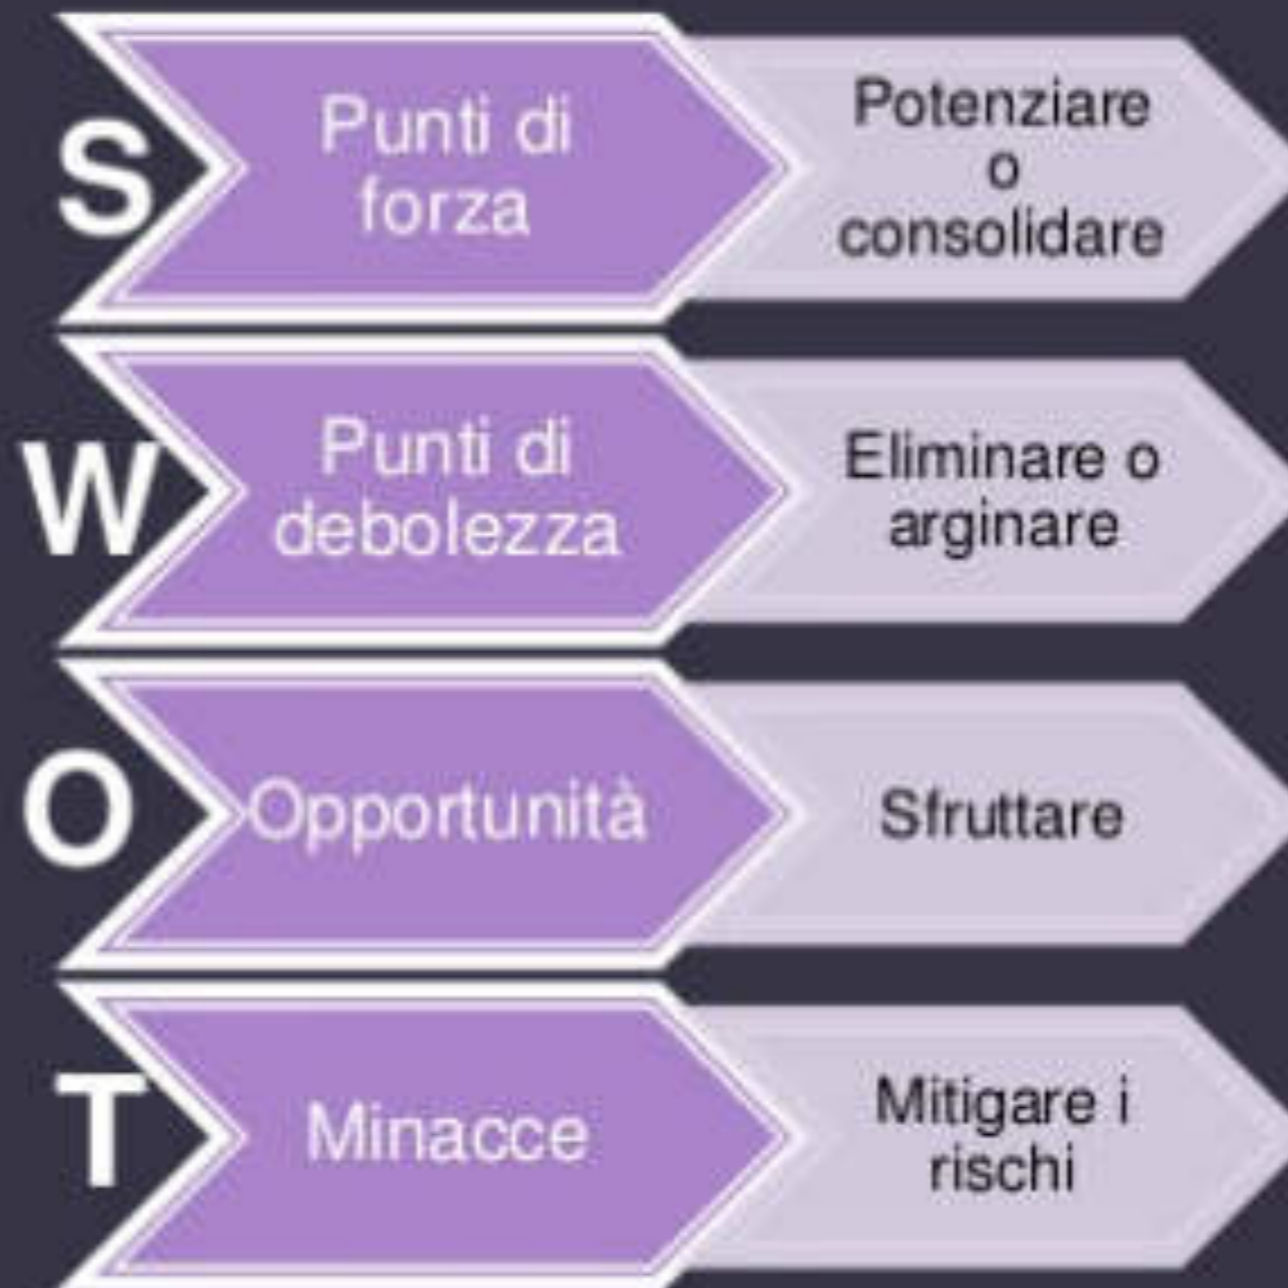 S
Punti di
forza
Potenziare
o
consolidare
W
Punti di
debolezza
Eliminare o
arginare
O
Opportunità
Sfruttare
T
Minacce
Mitigare i
rischi